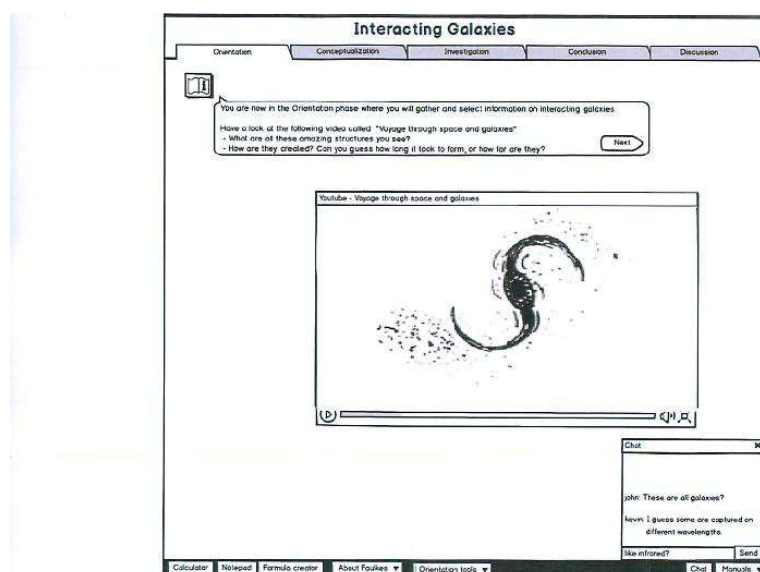 Interacting Galaxies
Orientation
Conceptualization
Investigation
Conclusion
Discussion
You are now in the Orientation phase where you will gather and select information on interacting galaxies.
Have a look at the following video called "Voyage through space and galaxies"
- What are all these amazing structures you see?
- How are they created? Can you guess how long it took to form, or how far are they?
Next
Youtube - Voyage through space and galaxies
Chat
john: These are all galaxies?
kevin: I guess some are captured on
different wavelengths.
like infrared?
Send
Calculator
Notepad
Formula creator
About Faulkes
Orientation tools
Chat
Manuals